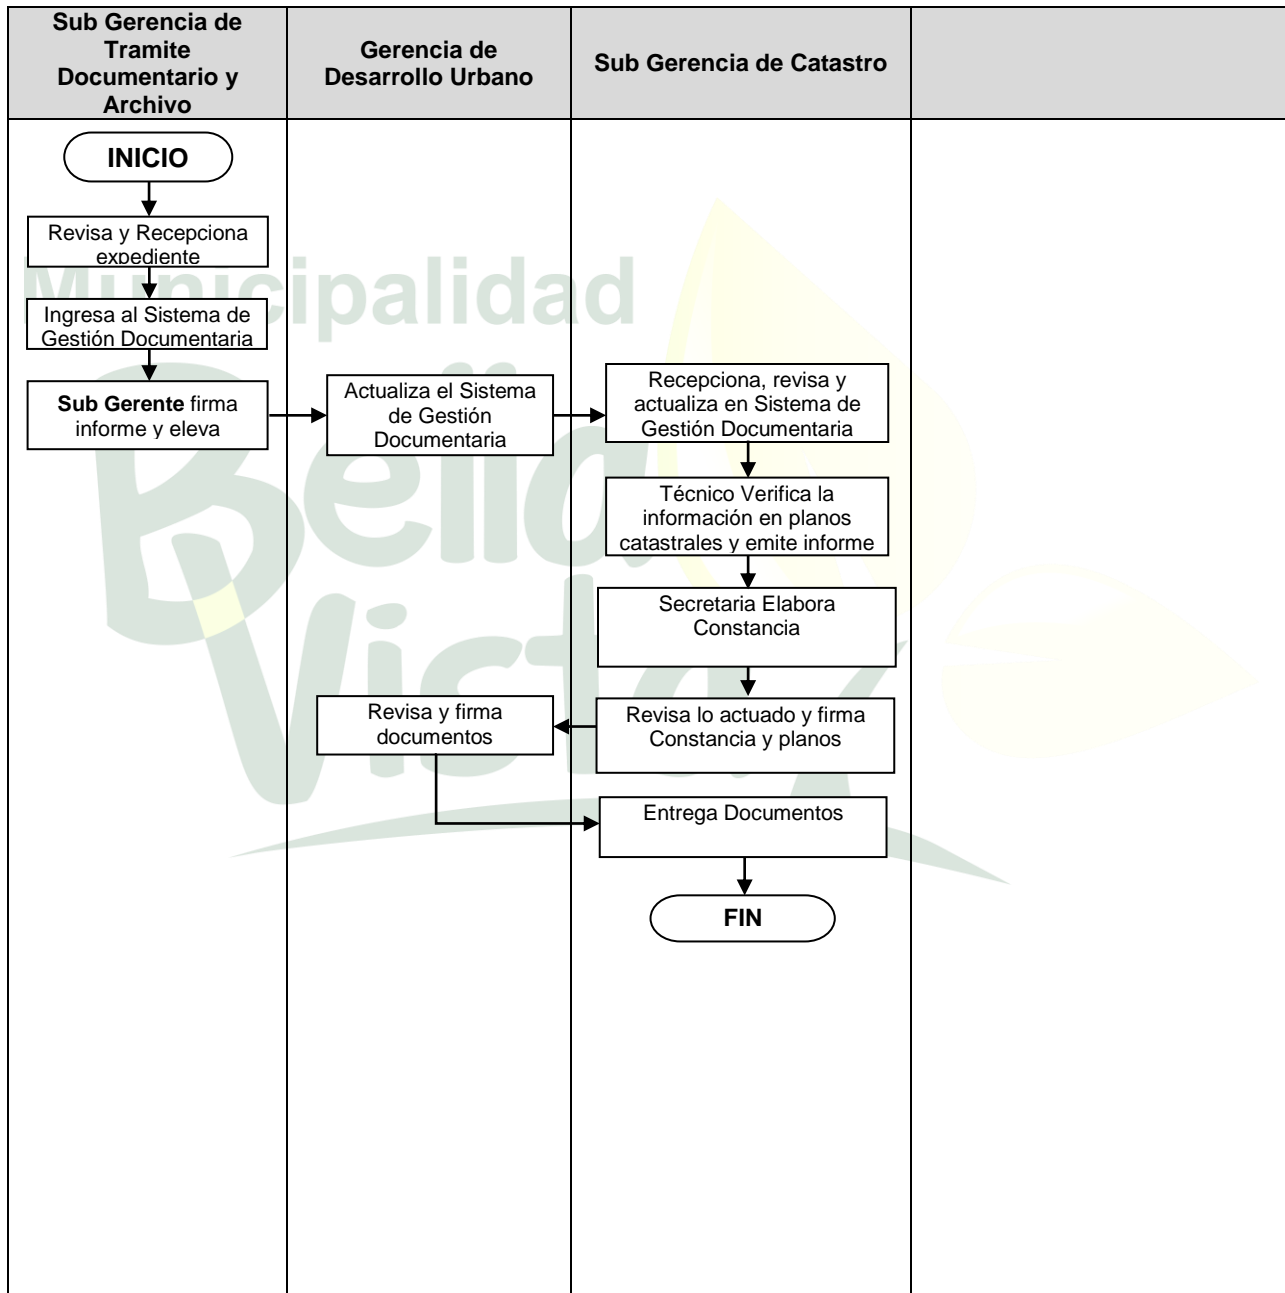 Sub Gerencia de
Tramite
Documentario y
Archivo
Gerencia de
Desarrollo Urbano
Sub Gerencia de Catastro
INICIO
Revisa y Recepciona
expediente
Ingresa al Sistema de
Gestión Documentaria
Sub Gerente firma
informe y eleva
Actualiza el Sistema
de Gestión
Documentaria
Recepciona, revisa y
actualiza en Sistema de
Gestión Documentaria
Técnico Verifica la
información en planos
catastrales y emite informe
Secretaria Elabora
Constancia
Revisa lo actuado y firma
Constancia y planos
Revisa y firma
documentos
Entrega Documentos
FIN
Municipalidad
Bella
Vista